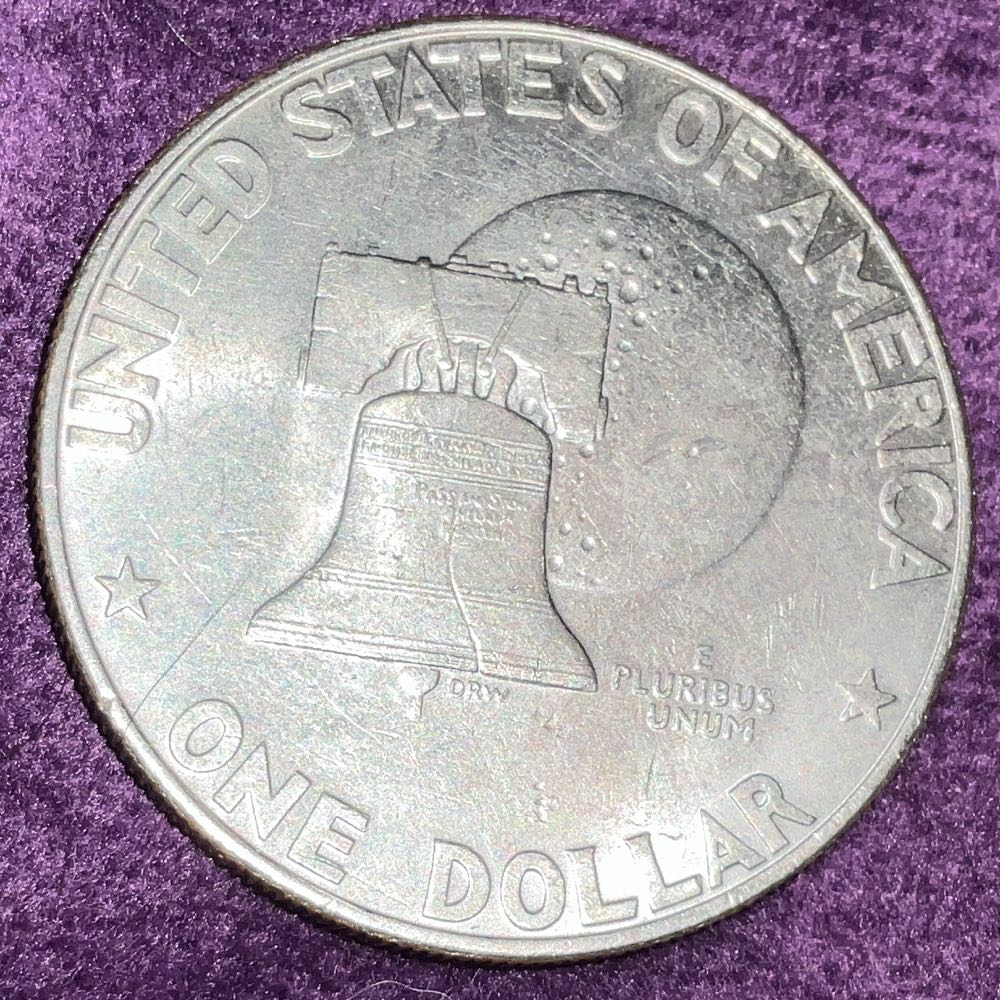 UNITED STATES OF AMERICA
DRW
E
PLURIBUS
UNUM
ONE DOLLAR